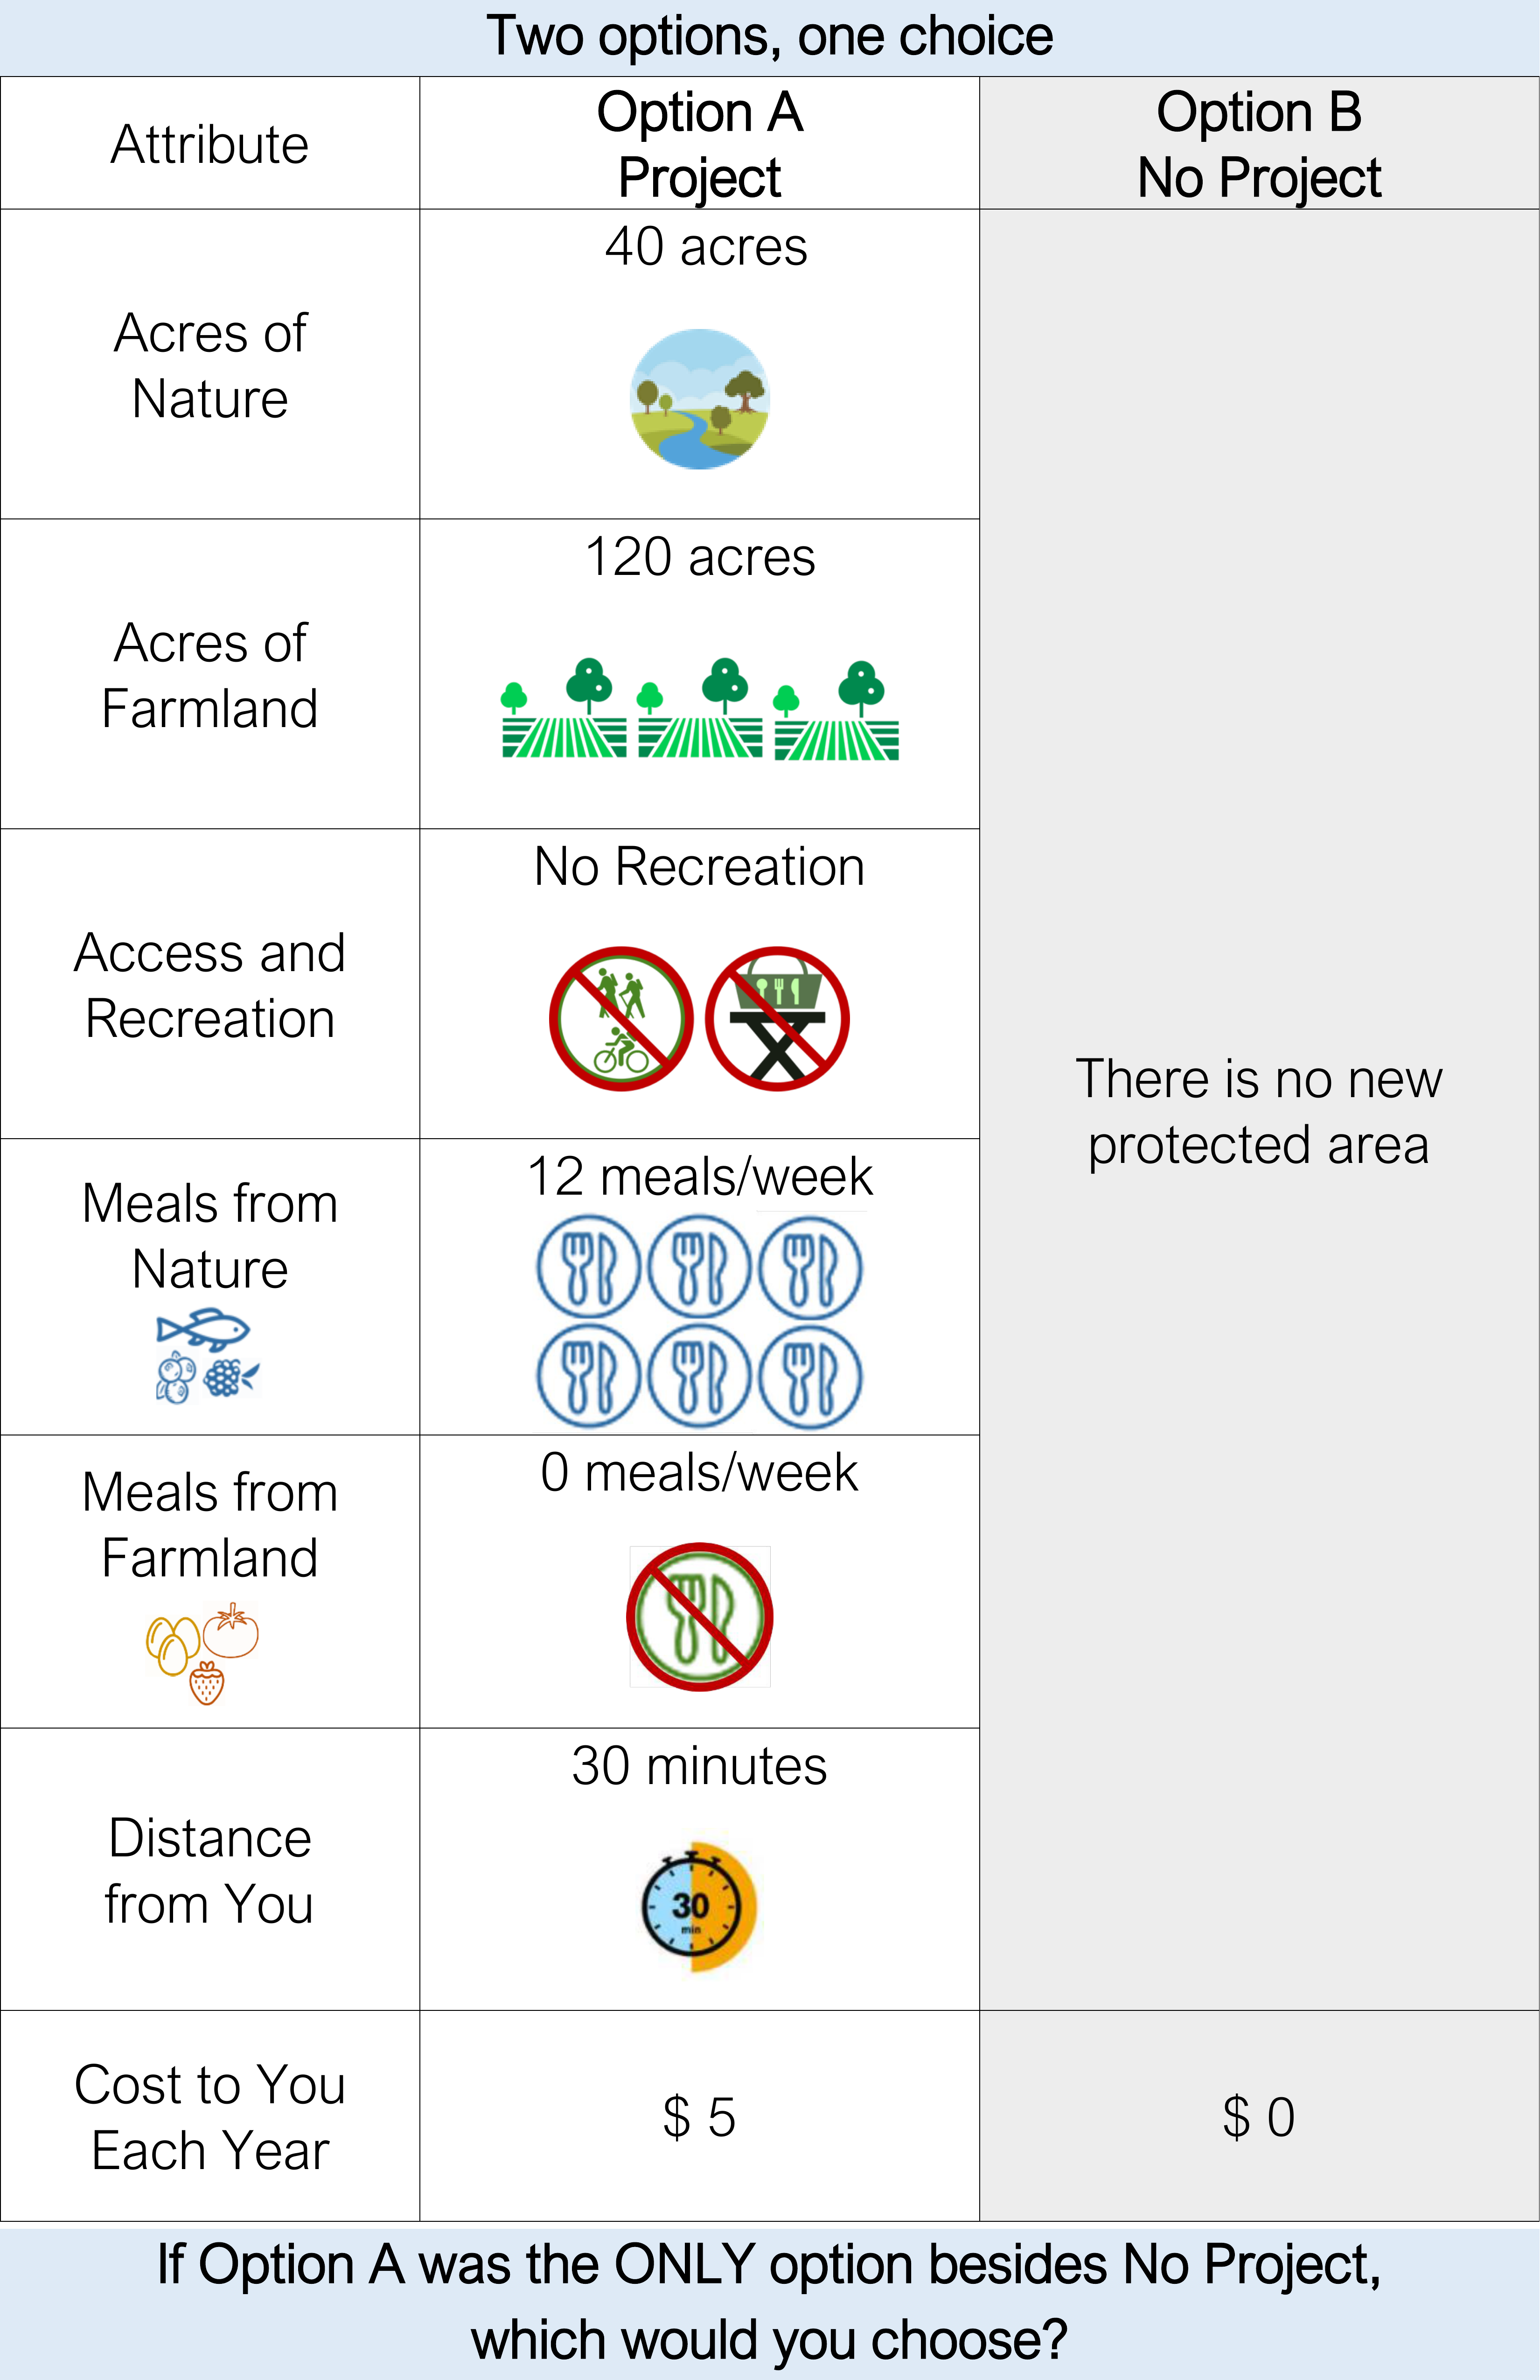 Two options, one choice
Attribute
Option A
Project
Option B
No Project
Acres of
Nature
40 acres
Acres of
Farmland
120 acres
Access and
Recreation
No Recreation
There is no new
protected area
Meals from
Nature
12 meals/week
Meals from
Farmland
0 meals/week
Distance
from You
30 minutes
30
min
Cost to You
Each Year
$ 5
$ 0
If Option A was the ONLY option besides No Project,
which would you choose?